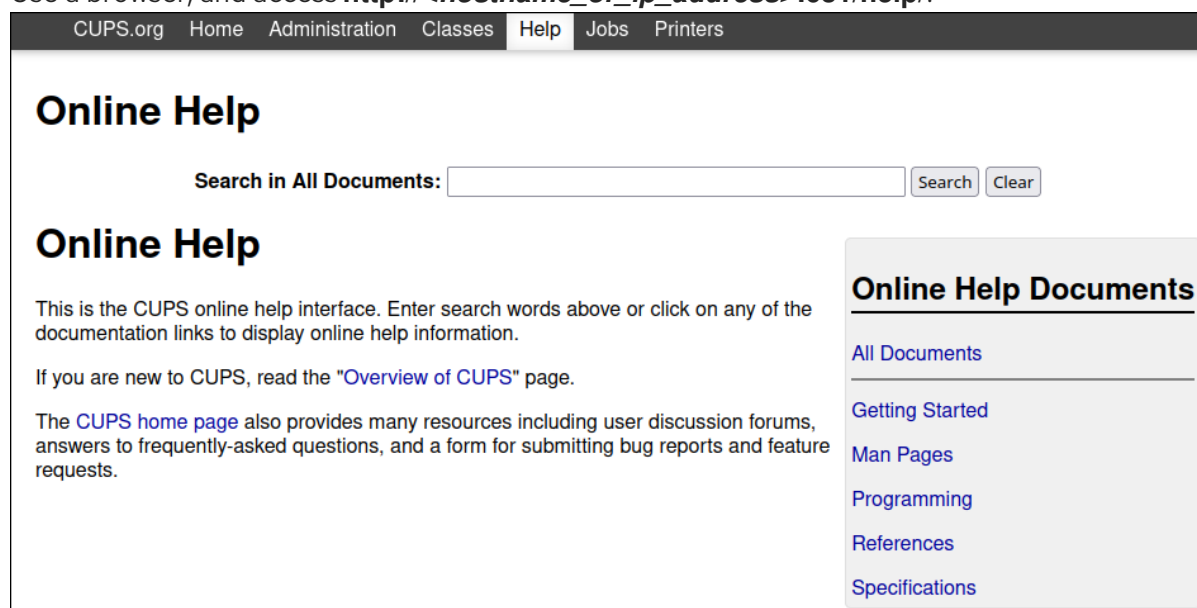 CUPS.org Home Administration Classes Help Jobs Printers
Online Help
Search in All Documents: Search Clear
Online Help
This is the CUPS online help interface. Enter search words above or click on any of the
documentation links to display online help information.
If you are new to CUPS, read the "Overview of CUPS" page.
The CUPS home page also provides many resources including user discussion forums,
answers to frequently-asked questions, and a form for submitting bug reports and feature
requests.
Online Help Documents
All Documents
Getting Started
Man Pages
Programming
References
Specifications